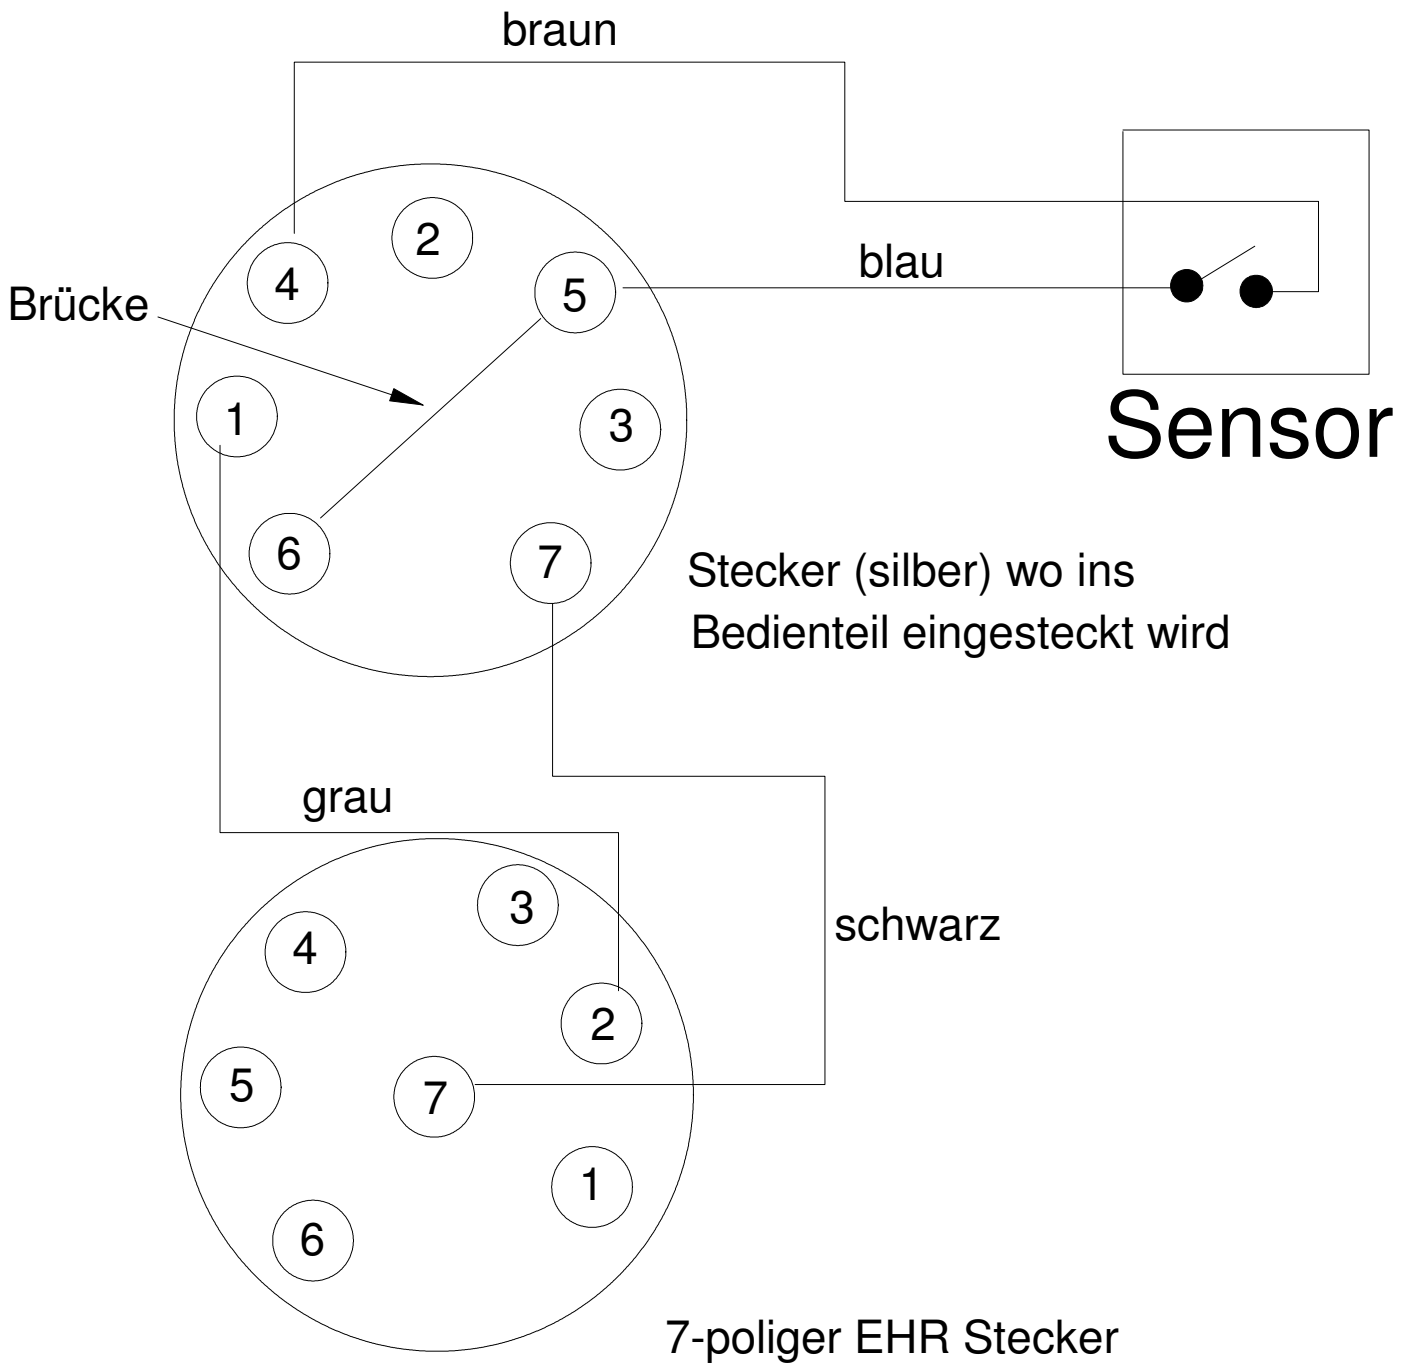 braun
2
4
5
blau
Brücke
1
3
Sensor
6
7
Stecker (silber) wo ins
Bedienteil eingesteckt wird
grau
3
4
schwarz
2
5
7
1
6
7-poliger EHR Stecker